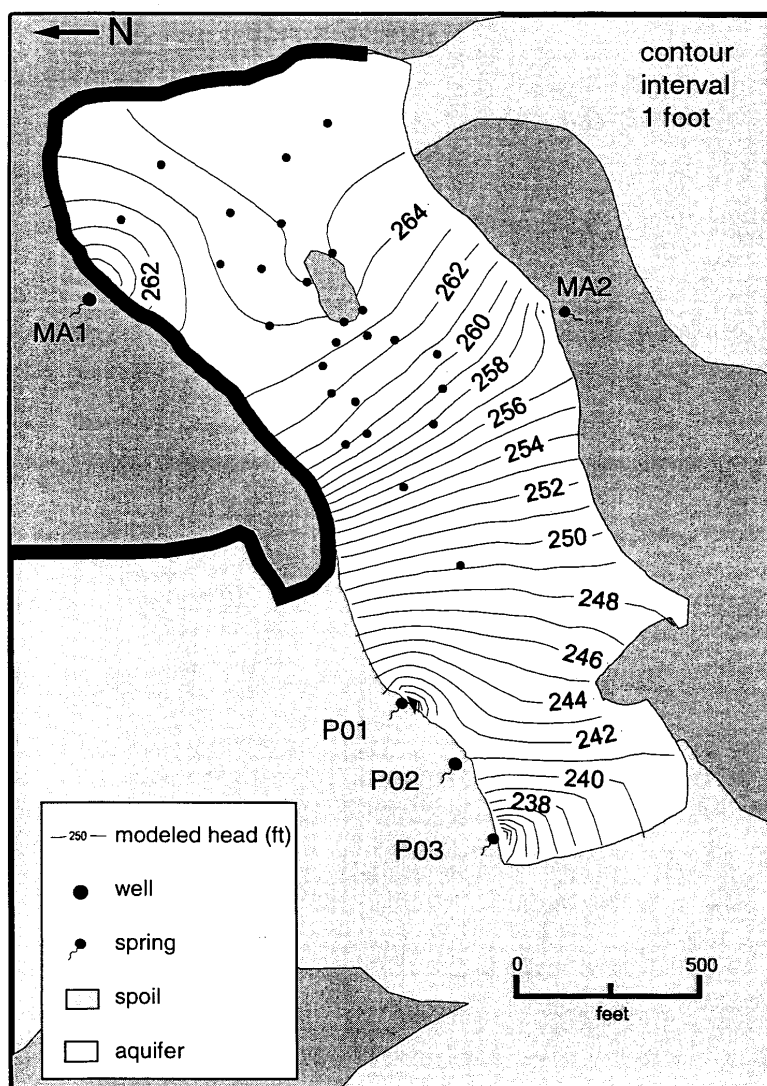 N
contour
interval
1 foot
264
262
262
MA1
MA2
260
258
256
254
252
250
248
246
244
P01
242
P02
240
238
P03
250 modeled head (ft)
well
spring
spoil
aquifer
0 500
feet